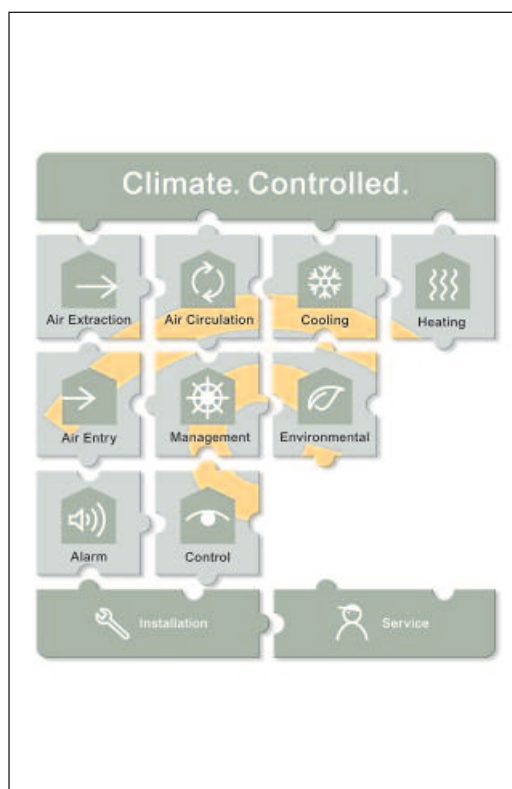 Climate. Controlled.
Air Extraction
Air Circulation
Cooling
Heating
Air Entry
Management
Environmental
Alarm
Control
Installation
Service